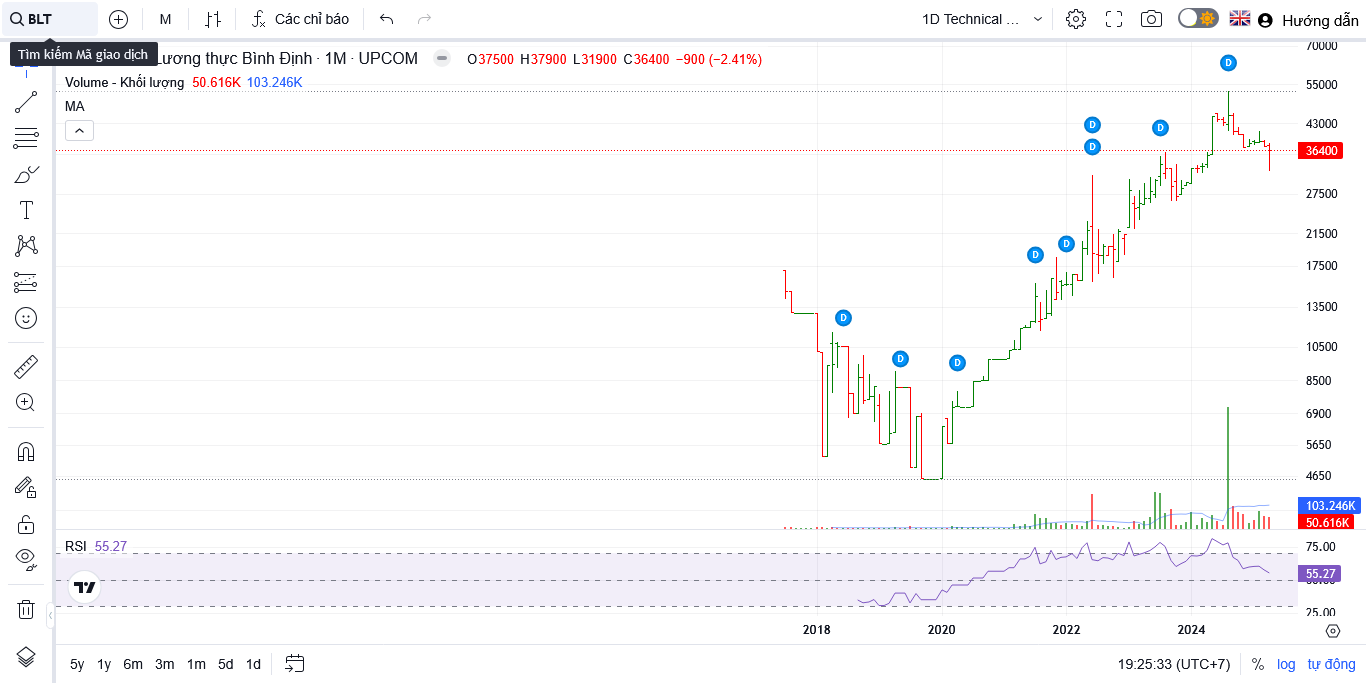 BLT
M
Các chỉ báo
1D Technical ...
Hướng dẫn
Tìm kiếm Mã giao dịch
Lương thực Bình Định · 1M · UPCOM
O37500 H37900 L31900 C36400 −900 (−2.41%)
Volume - Khối lượng 50.616K 103.246K
MA
D
D
D
D
D
D
D
D
D
70000
55000
43000
36400
27500
21500
17500
13500
10500
8500
6900
5650
4650
103.246K
50.616K
RSI 55.27
75.00
55.27
25.00
2018
2020
2022
2024
5y 1y 6m 3m 1m 5d 1d
19:25:33 (UTC+7)
% log tự động